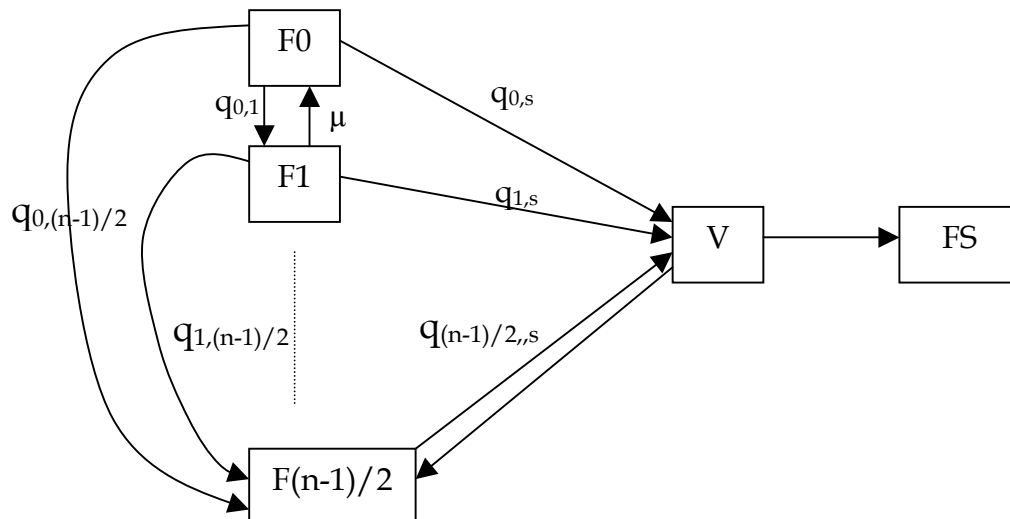 F0
q0,s
q0,1
μ
F1
q1,s
q0,(n-1)/2
V
FS
q1,(n-1)/2
q(n-1)/2,,s
F(n-1)/2